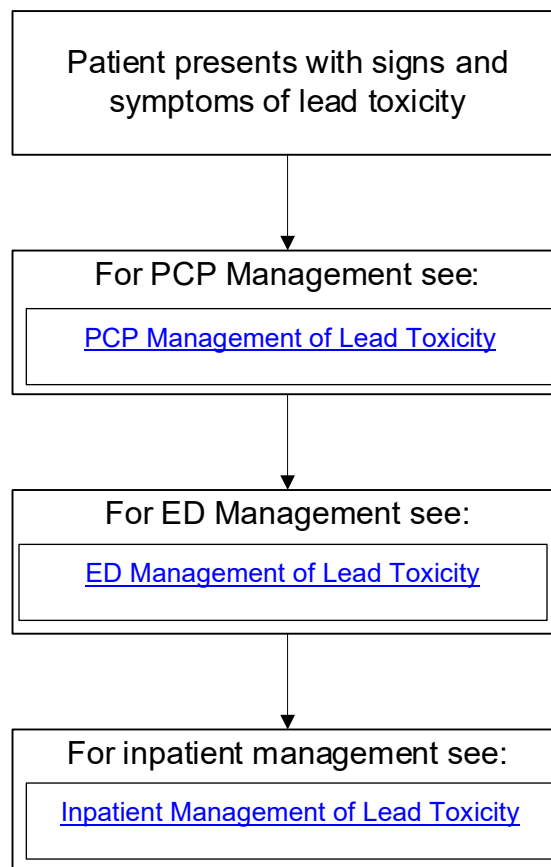 Patient presents with signs and
symptoms of lead toxicity
For PCP Management see:
PCP Management of Lead Toxicity
For ED Management see:
ED Management of Lead Toxicity
For inpatient management see:
Inpatient Management of Lead Toxicity